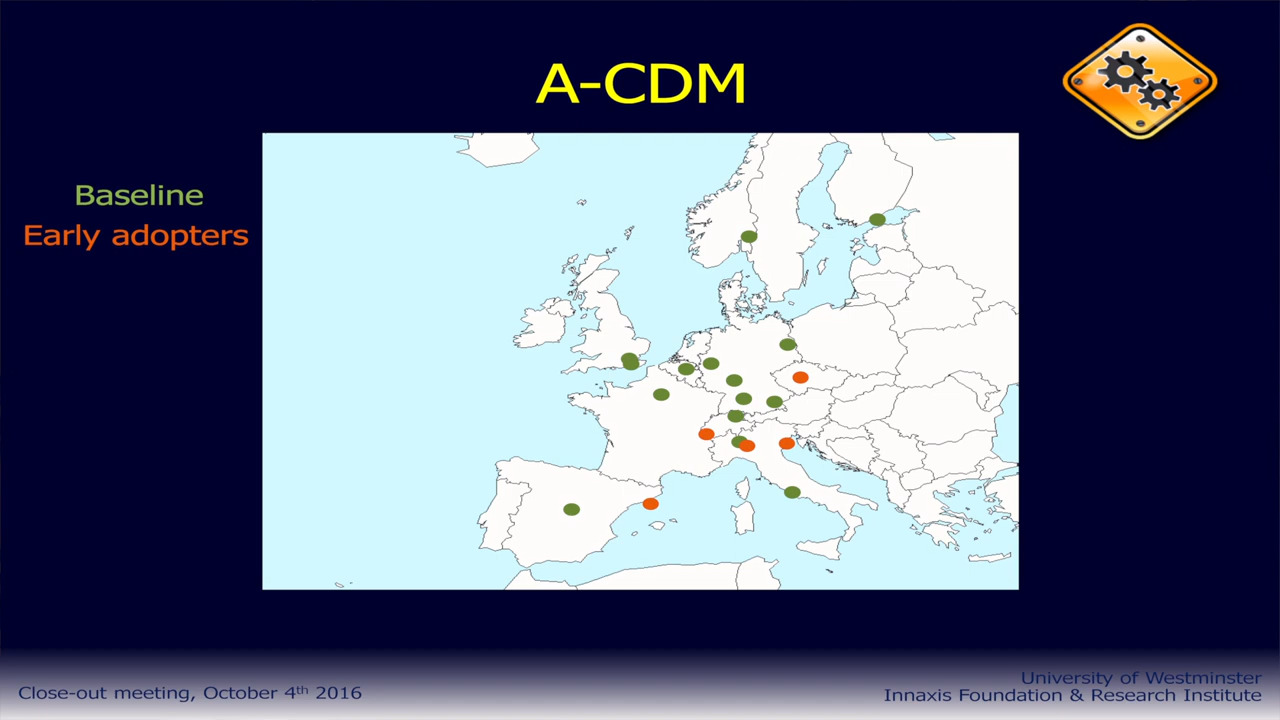 A-CDM
Baseline
Early adopters
Close-out meeting, October 4th 2016
University of Westminster
Innaxis Foundation & Research Institute